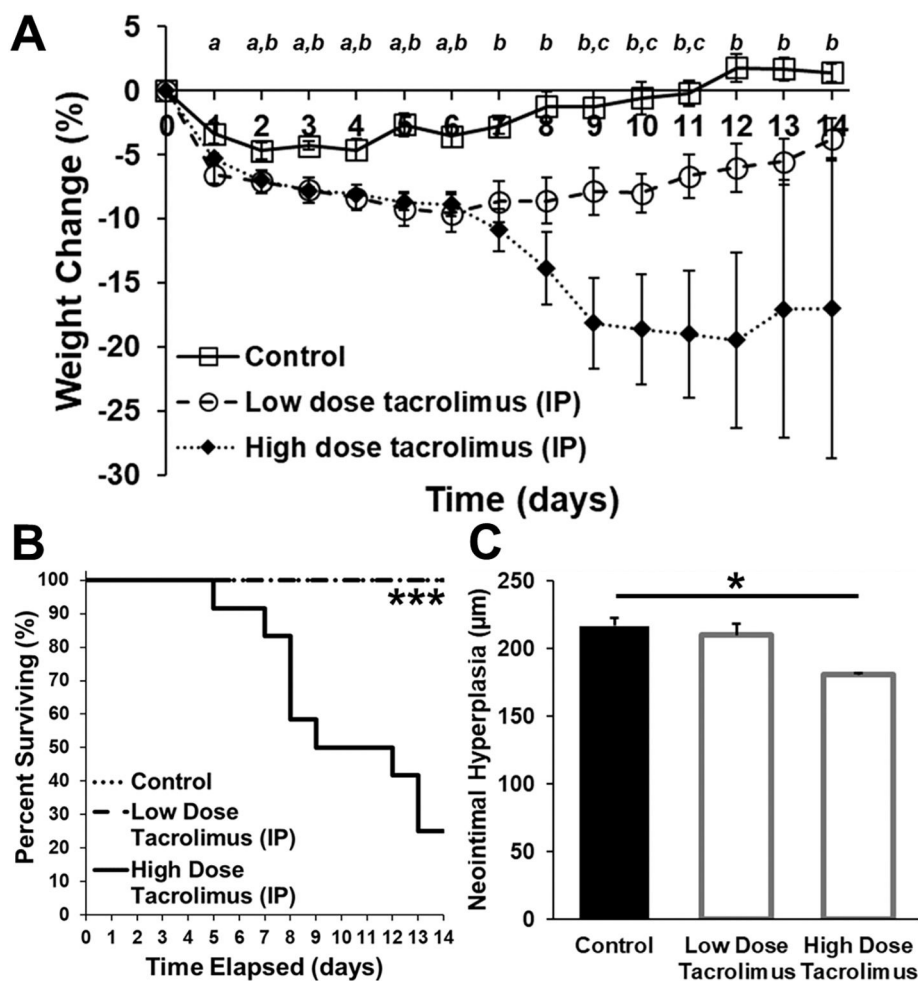 A
5
0
-5
-10
-15
-20
-25
-30
Weight Change (%)
a a,b a,b a,b a,b a,b b b b,c b,c b,c b b b
0 1 2 3 4 5 6 7 8 9 10 11 12 13 14
Control
Low dose tacrolimus (IP)
High dose tacrolimus (IP)
Time (days)
B
100
90
80
70
60
50
40
30
20
10
0
Percent Surviving (%)
***
Control
Low Dose
Tacrolimus (IP)
High Dose
Tacrolimus (IP)
0 1 2 3 4 5 6 7 8 9 10 11 12 13 14
Time Elapsed (days)
C
250
200
150
100
50
0
Neointimal Hyperplasia (µm)
*
Control
Low Dose
Tacrolimus
High Dose
Tacrolimus